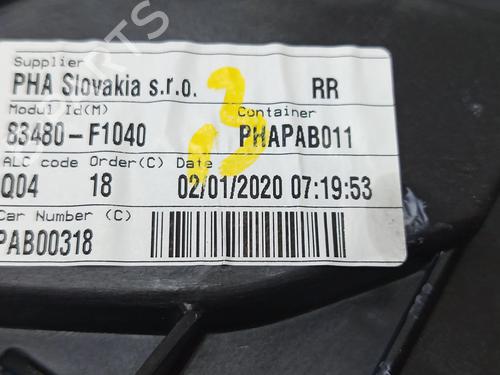 Supplier
PHA Slovakia s.r.o. RR
Modul Id(M) Container
83480-F1040 PHAPAB011
ALC code Order(C) Date
Q04 18 02/01/2020 07:19:53
Car Number (C)
PAB00318
3